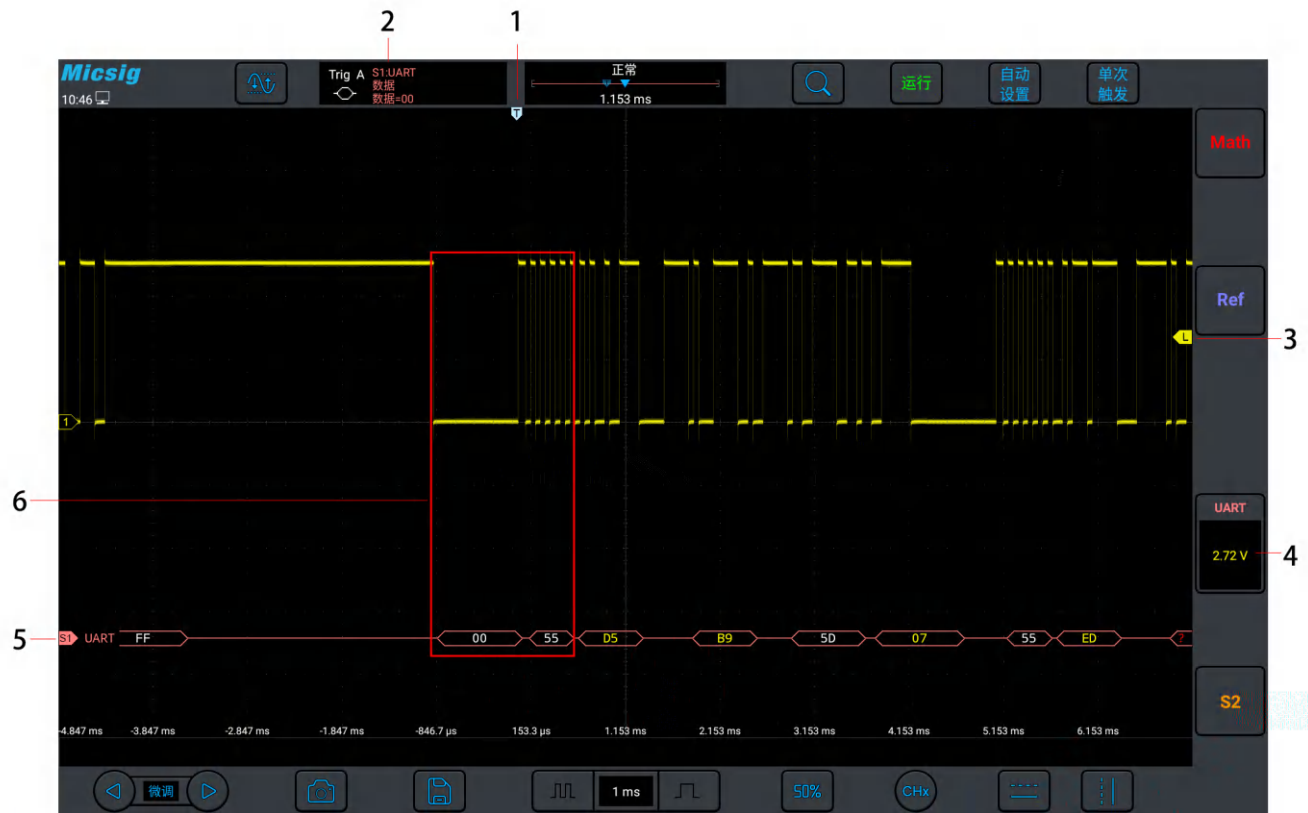 2
1
Micsig
10:46
Trig A
S1:UART
数据
数据=00
正常
1.153 ms
运行
自动
设置
单次
触发
T
Math
Ref
L
3
1
6
UART
2.72 V
4
5
S1 UART FF 00 55 D5 B9 5D 07 55 ED ?
S2
-4.847 ms -3.847 ms -2.847 ms -1.847 ms -846.7 μs 153.3 μs 1.153 ms 2.153 ms 3.153 ms 4.153 ms 5.153 ms 6.153 ms
微调
1 ms
50%
CHx